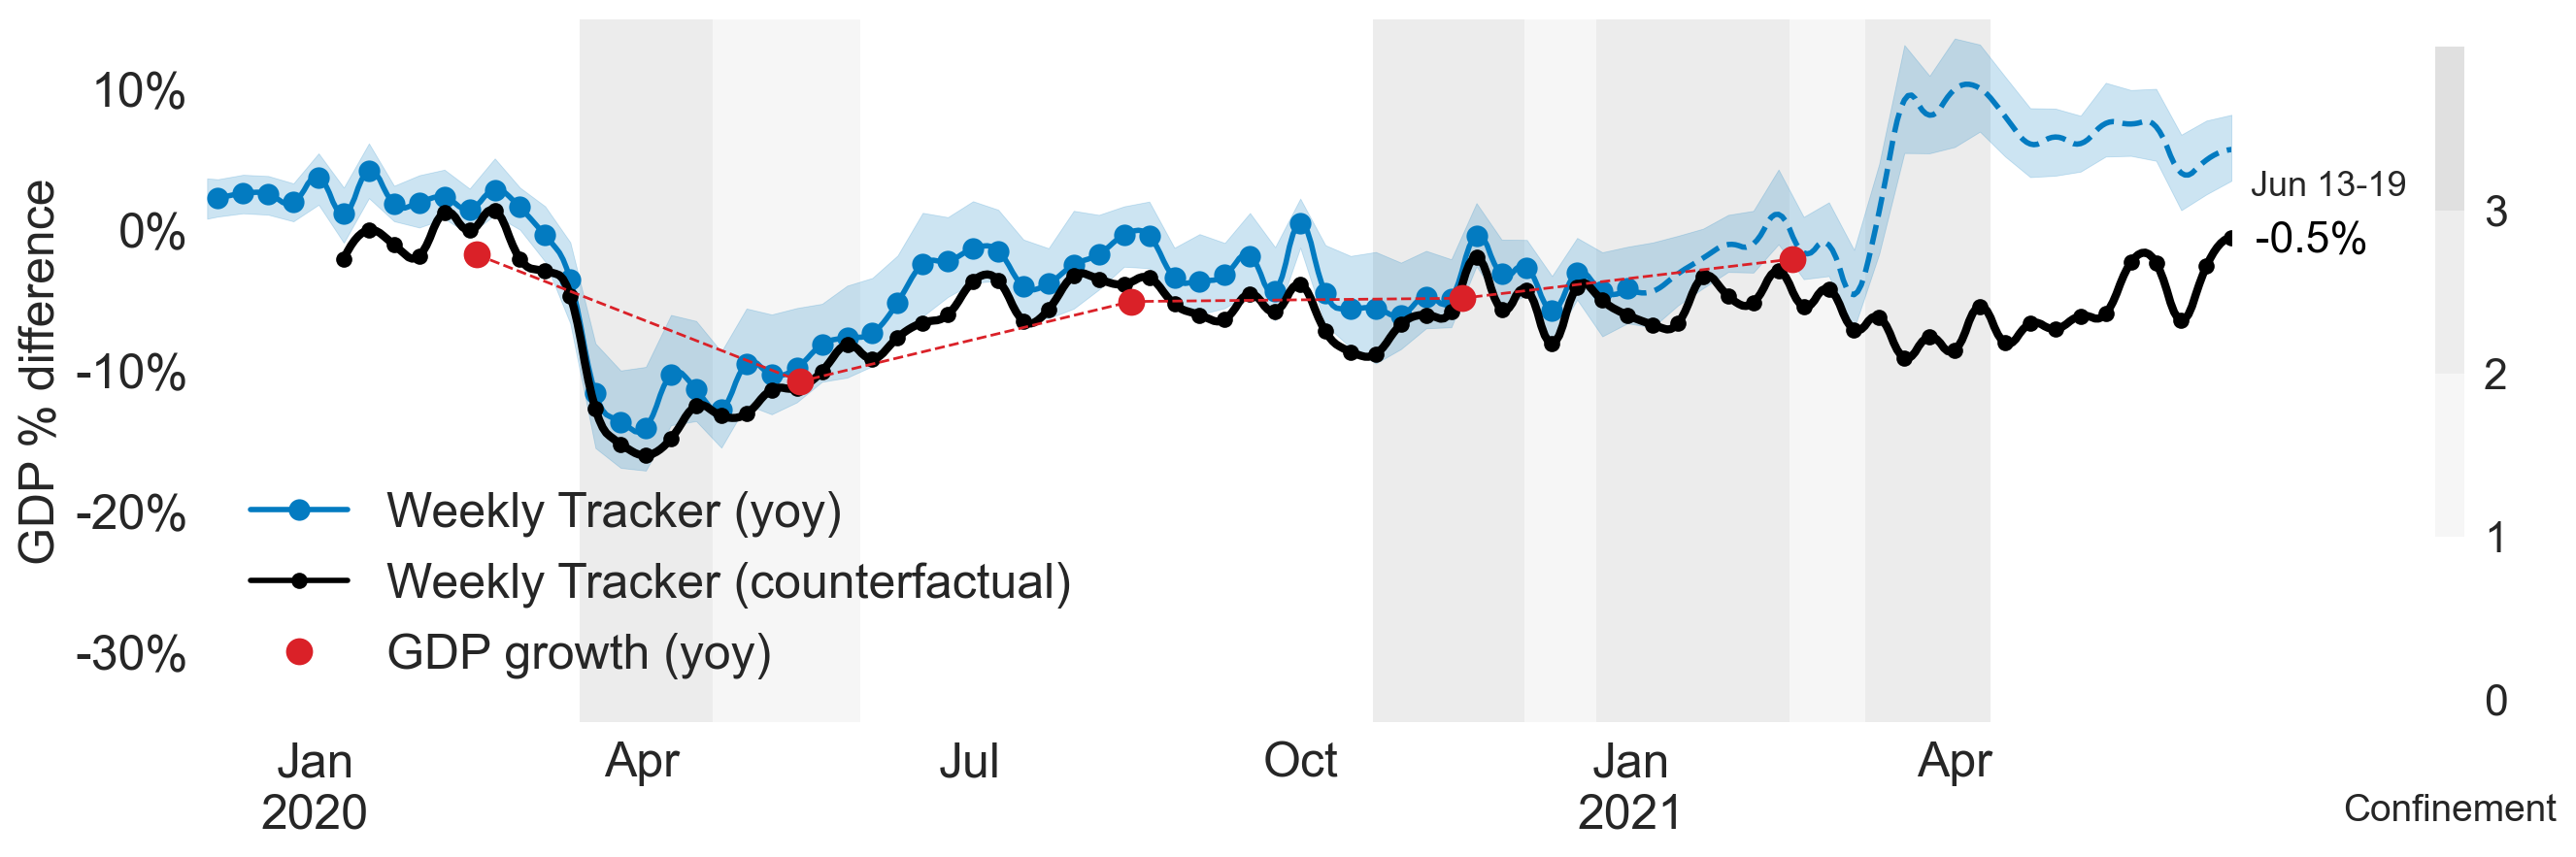 GDP % difference
10%
0%
-10%
-20%
-30%
Weekly Tracker (yoy)
Weekly Tracker (counterfactual)
GDP growth (yoy)
Jun 13-19
-0.5%
3
2
1
0
Jan
2020
Apr
Jul
Oct
Jan
2021
Apr
Confinement